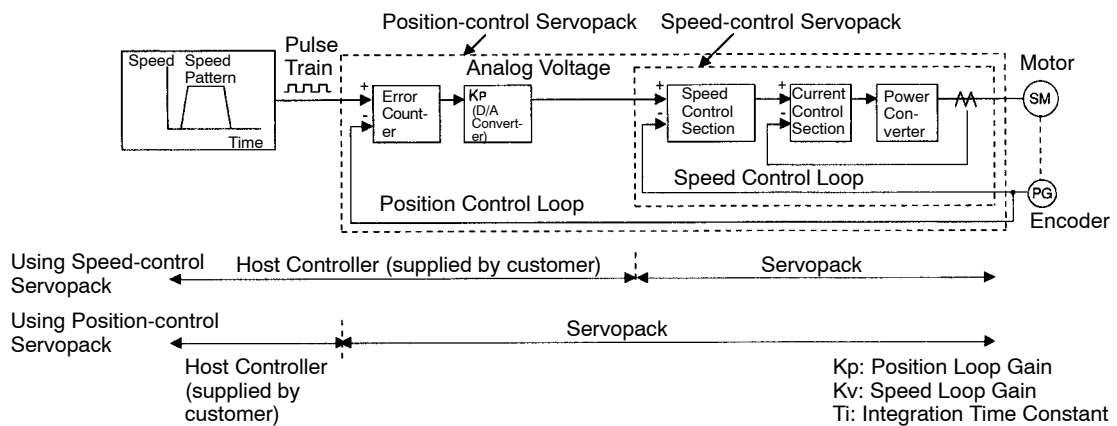 Position-control Servopack
Speed-control Servopack
Speed
Speed
Pattern
Time
Pulse
Train
Analog Voltage
Motor
+
-
Error
Count-
er
KP
(D/A
Convert-
er)
+
-
Speed
Control
Section
+
-
Current
Control
Section
Power
Con-
verter
SM
Speed Control Loop
PG
Position Control Loop
Encoder
Using Speed-control
Servopack
Host Controller (supplied by customer)
Servopack
Using Position-control
Servopack
Servopack
Host Controller
(supplied by
customer)
Kp: Position Loop Gain
Kv: Speed Loop Gain
Ti: Integration Time Constant